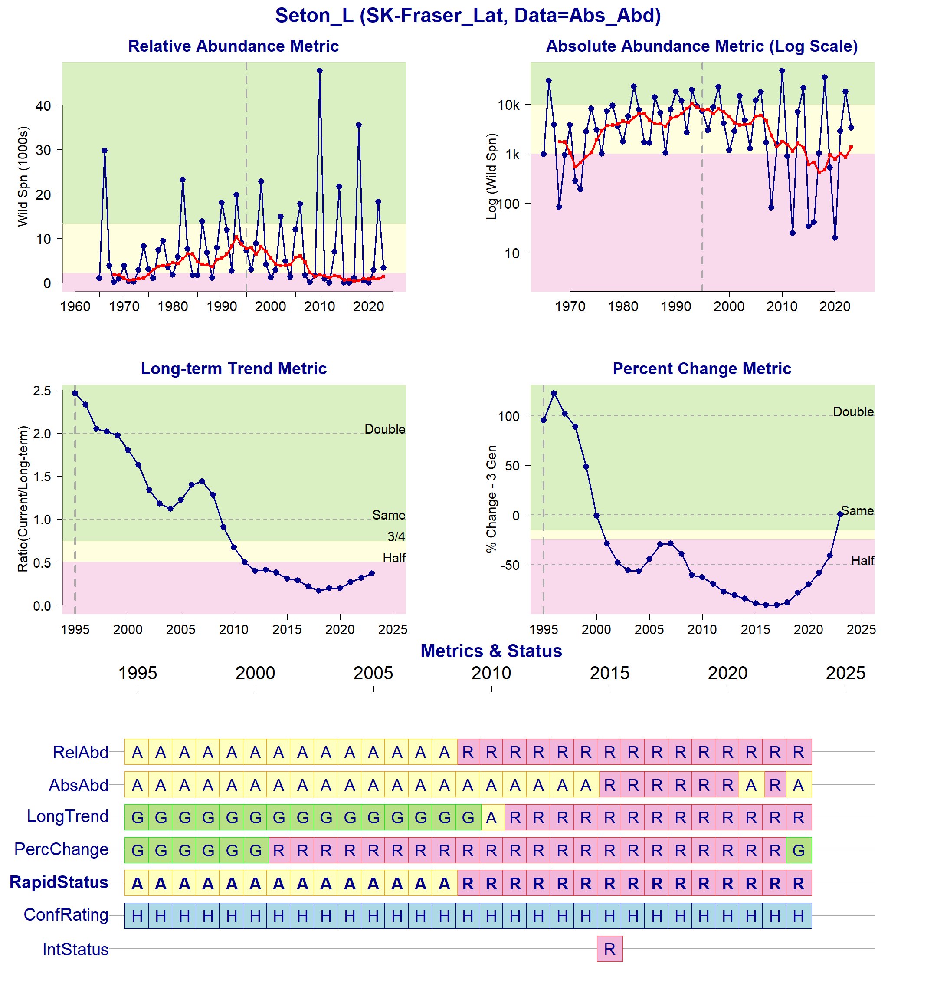 Seton_L (SK-Fraser_Lat, Data=Abs_Abd)
Relative Abundance Metric
Wild Spn (1000s)
40
30
20
10
0
1960 1970 1980 1990 2000 2010 2020
Absolute Abundance Metric (Log Scale)
Log (Wild Spn)
10k
1k
100
10
1970 1980 1990 2000 2010 2020
Long-term Trend Metric
Ratio(Current/Long-term)
2.5
2.0
1.5
1.0
0.5
0.0
Double
Same
3/4
Half
1995 2000 2005 2010 2015 2020 2025
Percent Change Metric
% Change - 3 Gen
100
50
0
-50
Double
Same
Half
1995 2000 2005 2010 2015 2020 2025
Metrics & Status
1995 2000 2005 2010 2015 2020 2025
RelAbd A A A A A A A A A A A A A A R R R R R R R R R R R R R R R
AbsAbd A A A A A A A A A A A A A A A A A A A A R R R R R R A R A
LongTrend G G G G G G G G G G G G G G G A R R R R R R R R R R R R R
PercChange G G G G G G R R R R R R R R R R R R R R R R R R R R R R G
RapidStatus A A A A A A A A A A A A A A R R R R R R R R R R R R R R R
ConfRating H H H H H H H H H H H H H H H H H H H H H H H H H H H H H
IntStatus R